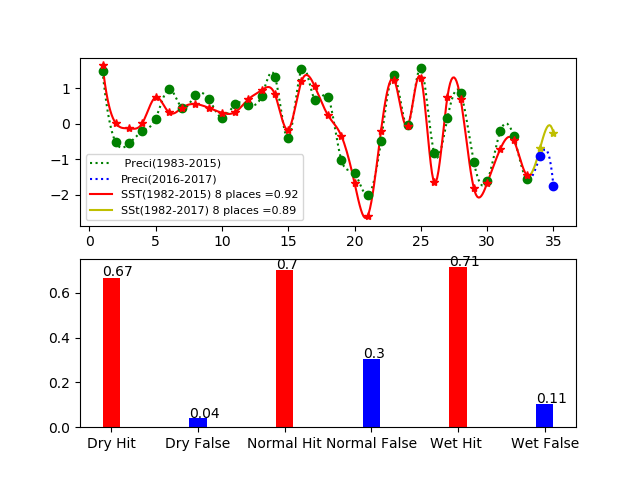 1
0
−1
−2
Preci(1983-2015)
Preci(2016-2017)
SST(1982-2015) 8 places =0.92
SSt(1982-2017) 8 places =0.89
0 5 10 15 20 25 30 35
0.6
0.4
0.2
0.0
0.67
0.04
0.7
0.3
0.71
0.11
Dry Hit Dry False Normal Hit Normal False Wet Hit Wet False